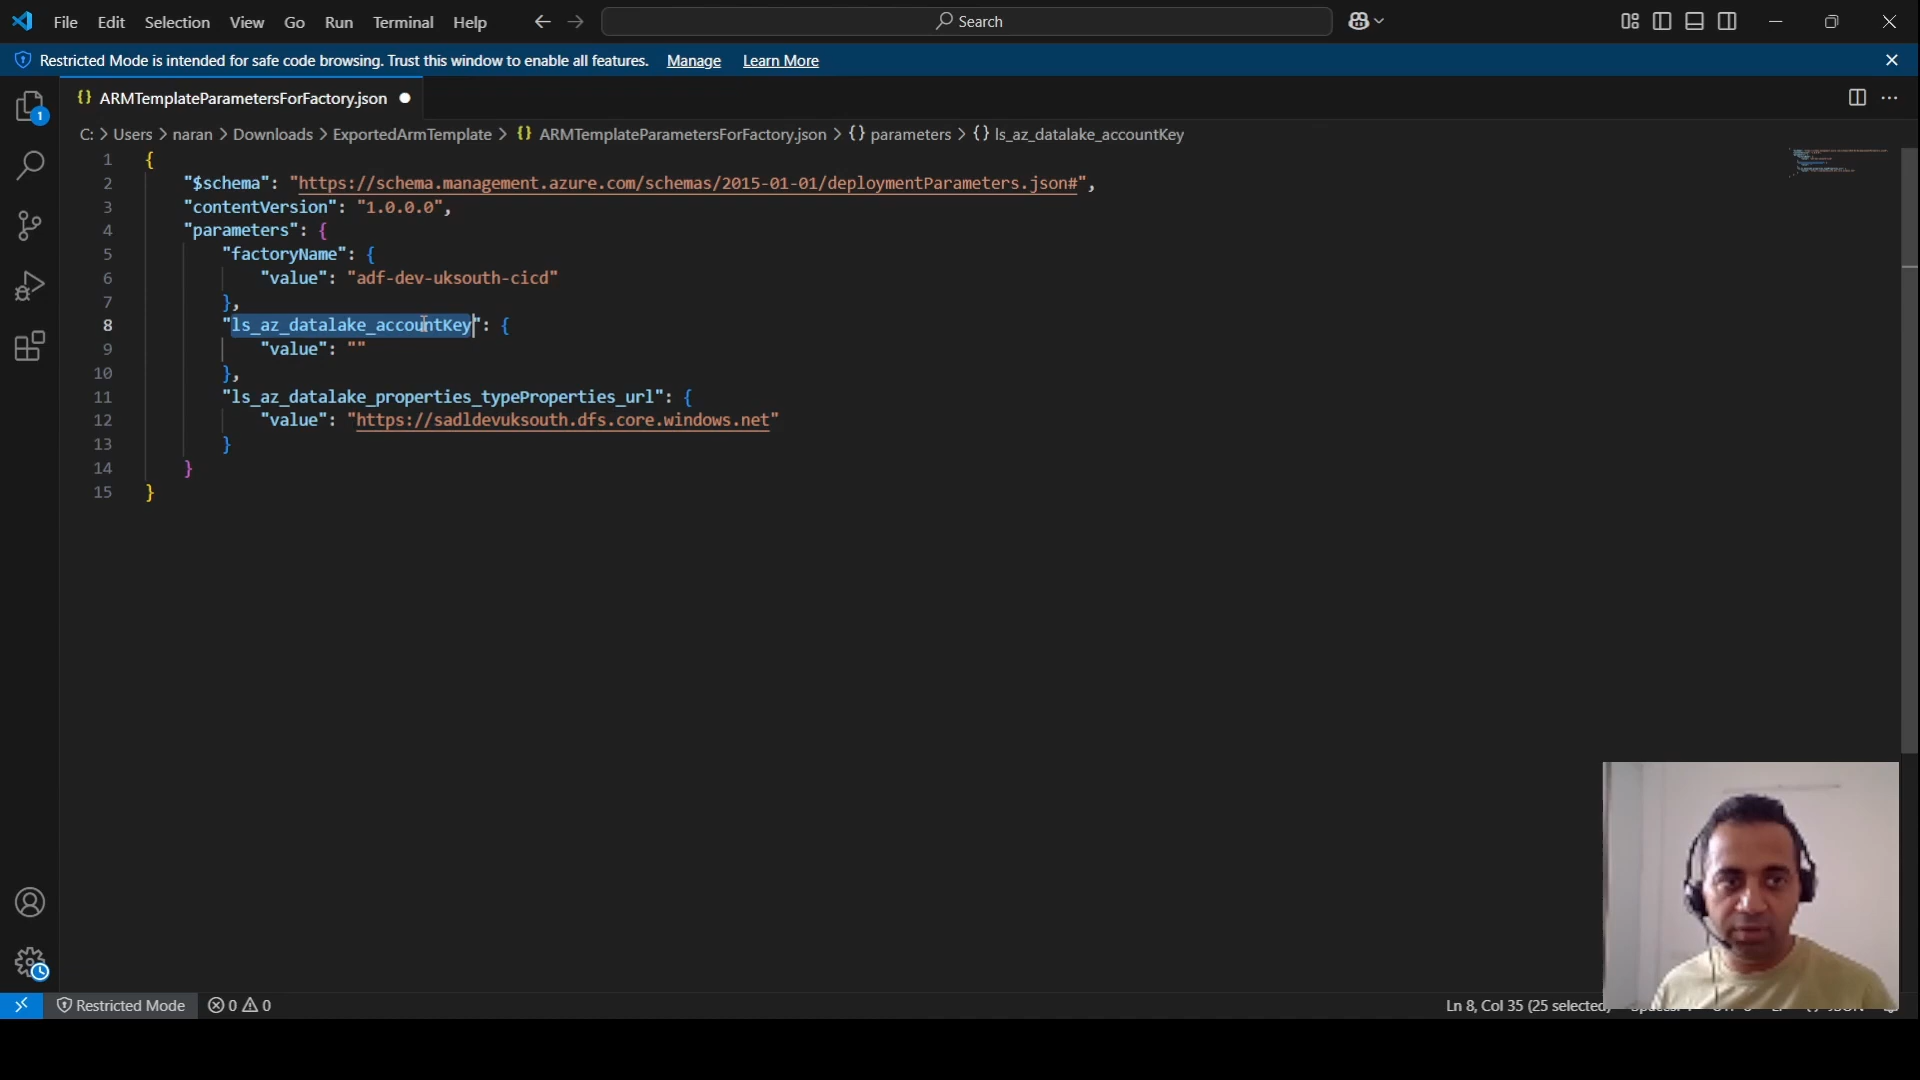 File Edit Selection View Go Run Terminal Help Search
Restricted Mode is intended for safe code browsing. Trust this window to enable all features. Manage Learn More
{} ARMTemplateParametersForFactory.json
C: > Users > naran > Downloads > ExportedArmTemplate > {} ARMTemplateParametersForFactory.json > {} parameters > {} ls_az_datalake_accountKey
1 {
2 "$schema": "https://schema.management.azure.com/schemas/2015-01-01/deploymentParameters.json#",
3 "contentVersion": "1.0.0.0",
4 "parameters": {
5 "factoryName": {
6 "value": "adf-dev-uksouth-cicd"
7 },
8 "ls_az_datalake_accountKey": {
9 "value": ""
10 },
11 "ls_az_datalake_properties_typeProperties_url": {
12 "value": "https://sadldevuksouth.dfs.core.windows.net"
13 }
14 }
15 }
1
Restricted Mode 0 0 Ln 8, Col 35 (25 selected)